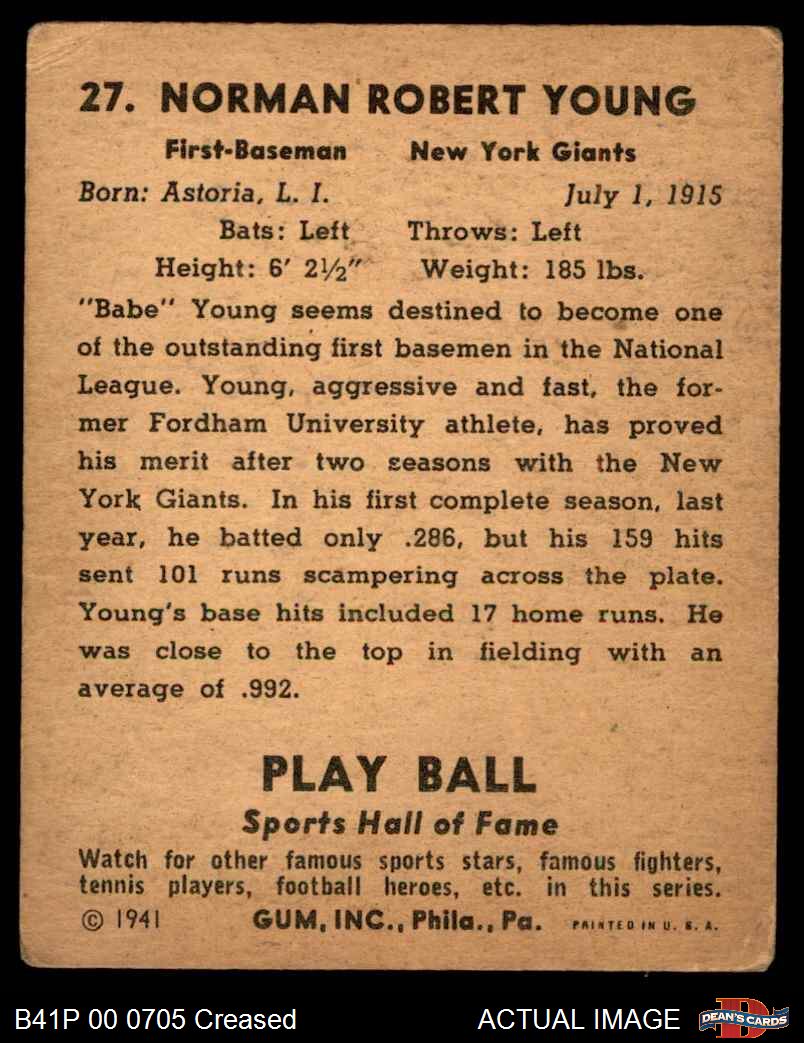 27. NORMAN ROBERT YOUNG
First-Baseman New York Giants
Born: Astoria, L. I. July 1, 1915
Bats: Left Throws: Left
Height: 6' 2½" Weight: 185 lbs.
"Babe" Young seems destined to become one
of the outstanding first basemen in the National
League. Young, aggressive and fast, the for-
mer Fordham University athlete, has proved
his merit after two seasons with the New
York Giants. In his first complete season, last
year, he batted only .286, but his 159 hits
sent 101 runs scampering across the plate.
Young's base hits included 17 home runs. He
was close to the top in fielding with an
average of .992.
PLAY BALL
Sports Hall of Fame
Watch for other famous sports stars, famous fighters,
tennis players, football heroes, etc. in this series.
© 1941 GUM, INC., Phila., Pa. PRINTED IN U. S. A.
B41P 00 0705 Creased ACTUAL IMAGE D DEAN'S CARDS